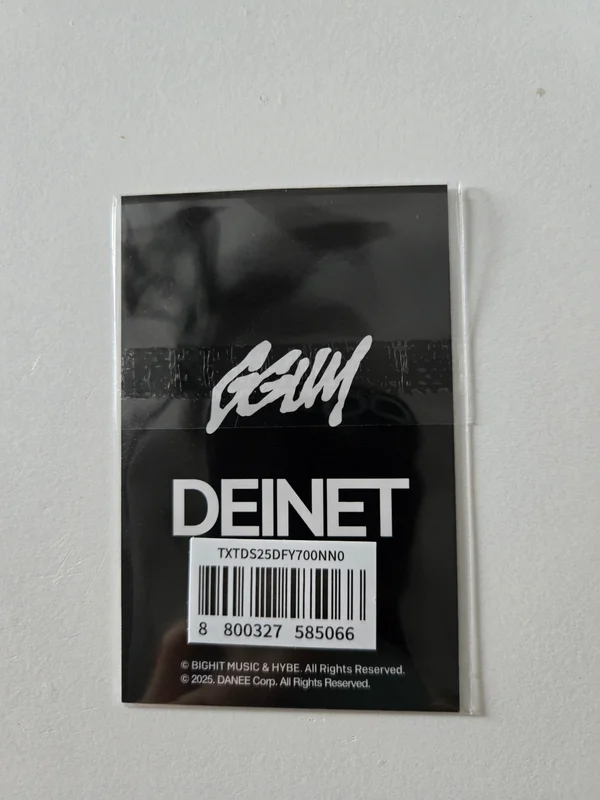 GGUM
DEINET
TXTDS25DFY700NN0
8 800327 585066
© BIGHIT MUSIC & HYBE. All Rights Reserved.
© 2025. DANEE Corp. All Rights Reserved.